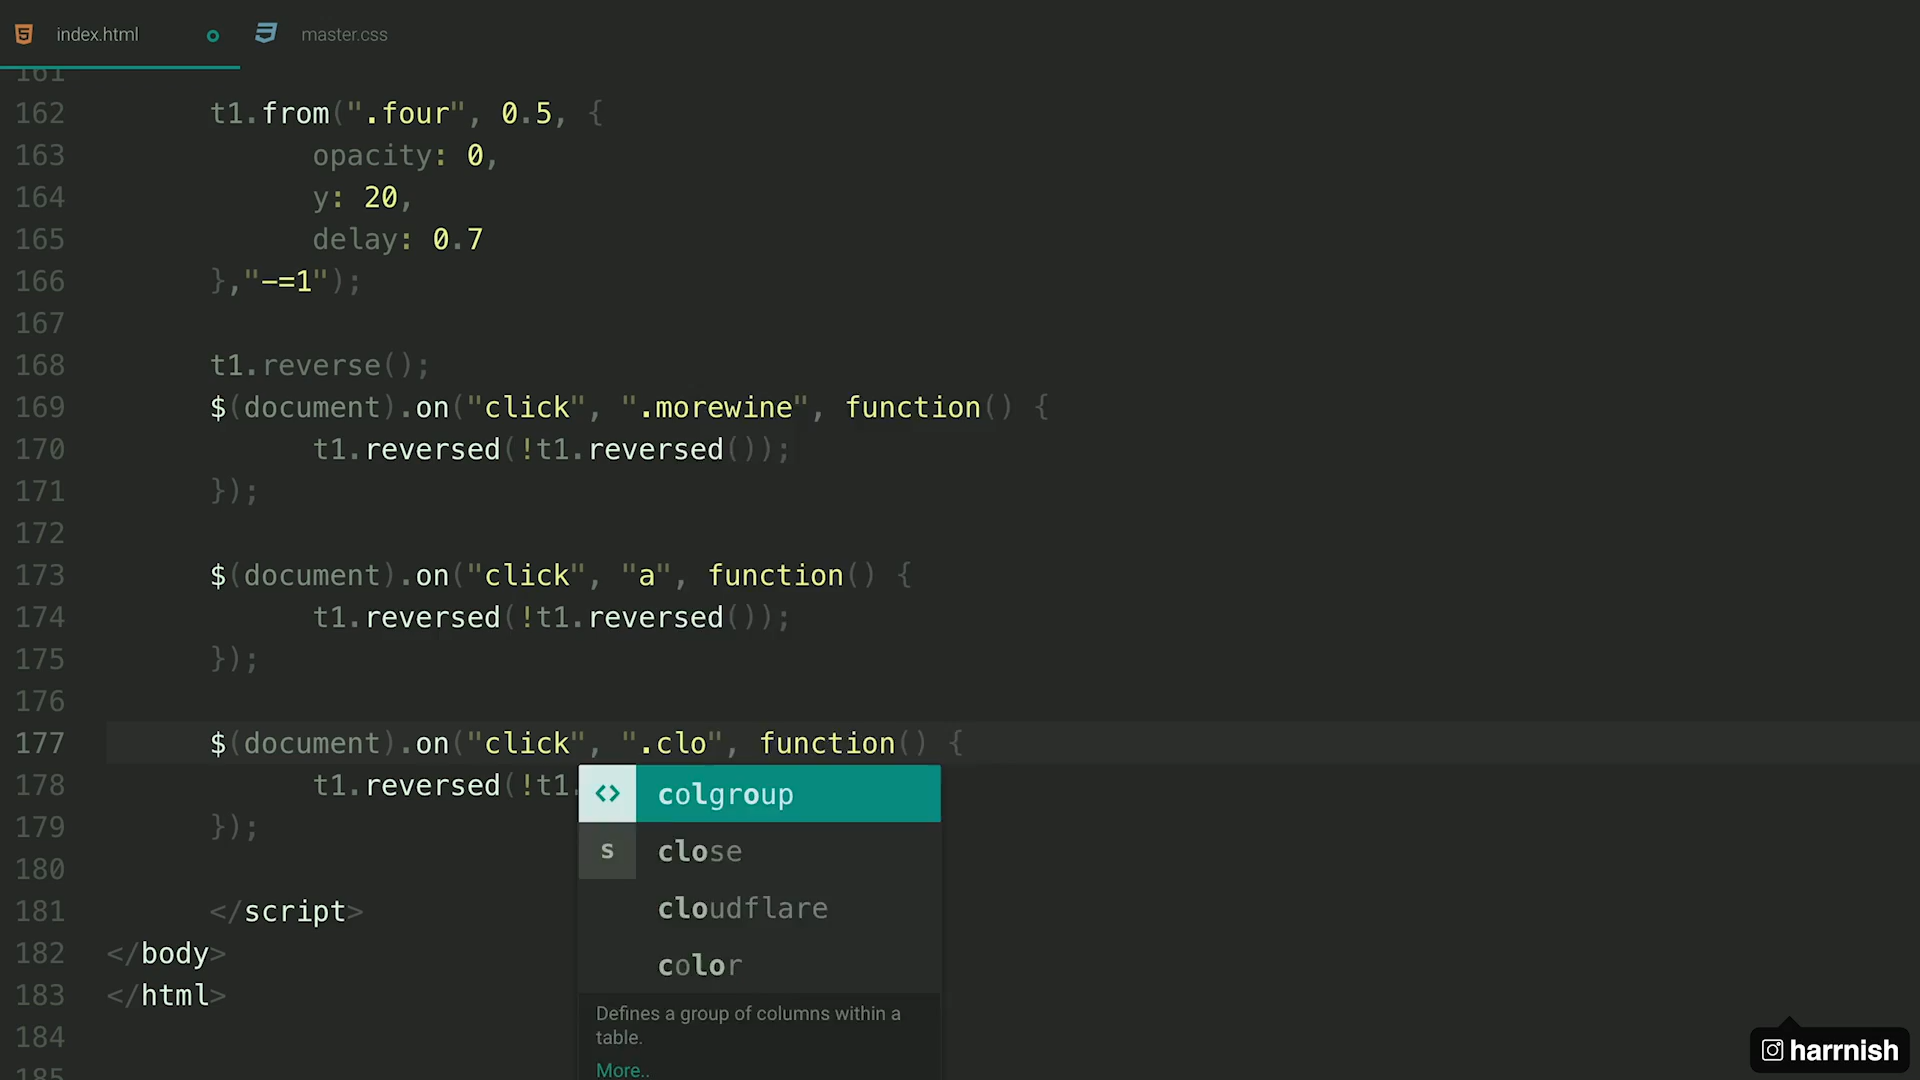 index.html
master.css
161
162 t1.from(".four", 0.5, {
163 opacity: 0,
164 y: 20,
165 delay: 0.7
166 },"-=1");
167
168 t1.reverse();
169 $(document).on("click", ".morewine", function() {
170 t1.reversed(!t1.reversed());
171 });
172
173 $(document).on("click", "a", function() {
174 t1.reversed(!t1.reversed());
175 });
176
177 $(document).on("click", ".clo", function() {
178 t1.reversed(!t1.
<> colgroup
s close
cloudflare
color
Defines a group of columns within a
table.
More..
179 });
180
181 </script>
182 </body>
183 </html>
184
185
harrnish